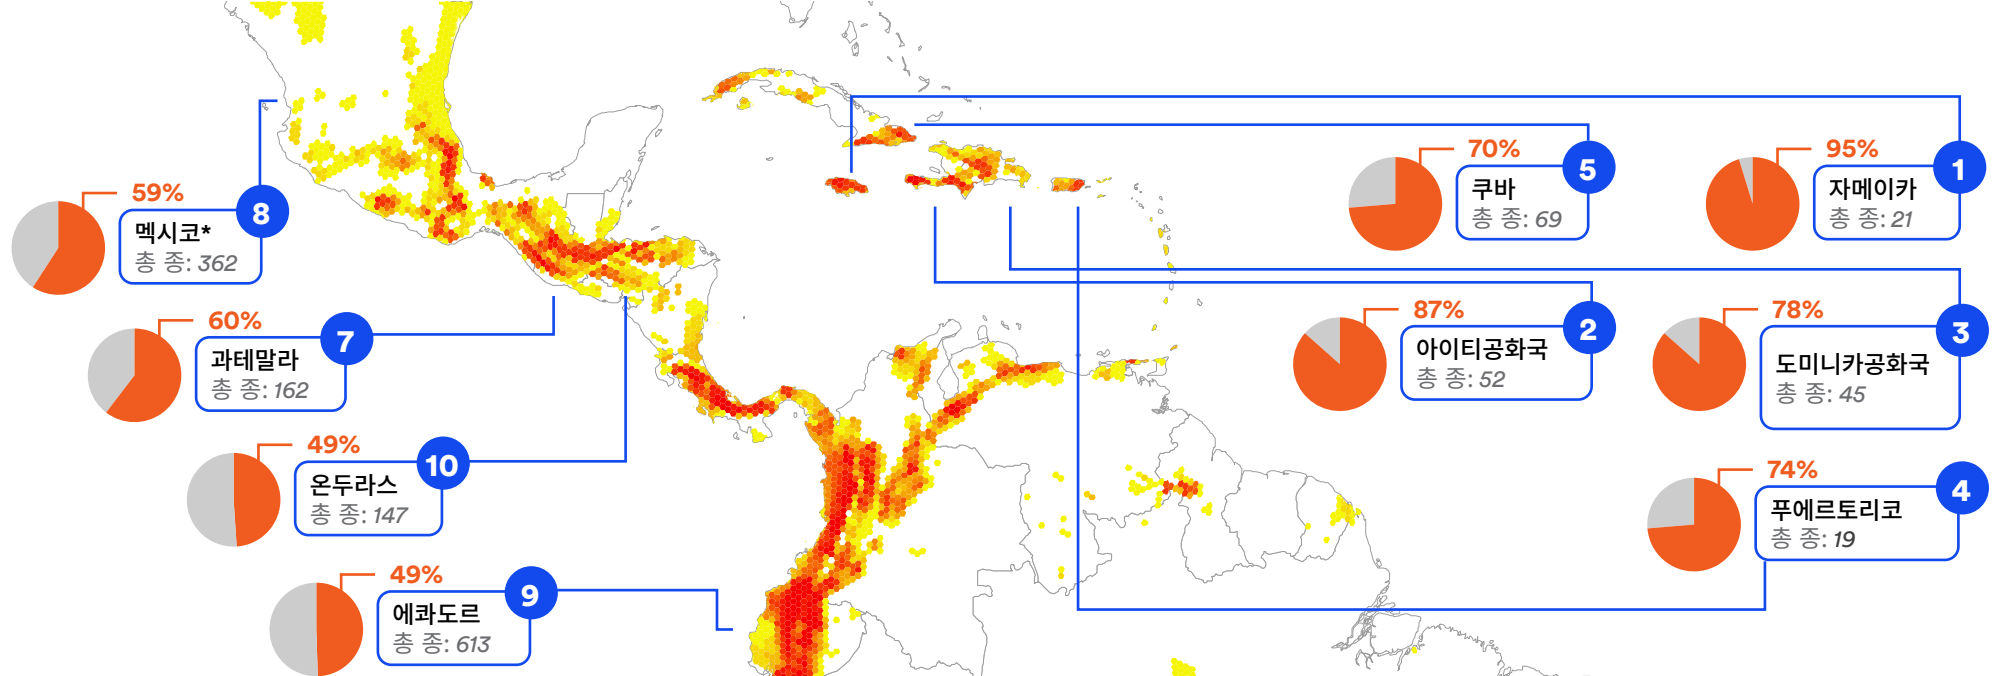 70%
5
쿠바
총 종: 69
95%
1
자메이카
총 종: 21
59%
8
멕시코*
총 종: 362
60%
7
과테말라
총 종: 162
87%
2
아이티공화국
총 종: 52
78%
3
도미니카공화국
총 종: 45
49%
10
온두라스
총 종: 147
74%
4
푸에르토리코
총 종: 19
49%
9
에콰도르
총 종: 613